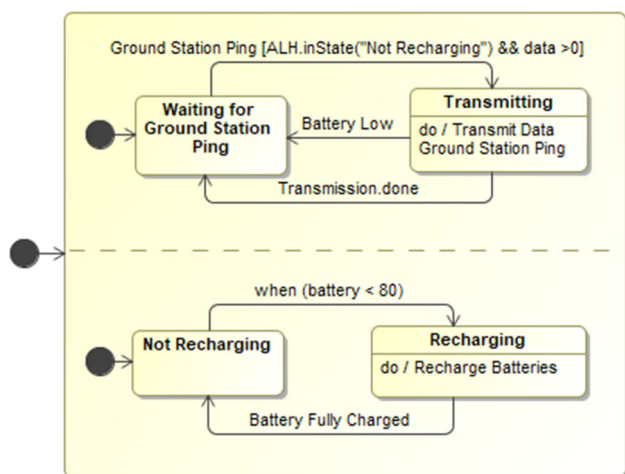 Ground Station Ping [ALH.inState("Not Recharging") && data >0]
Waiting for
Ground Station
Ping
Transmitting
do / Transmit Data
Ground Station Ping
Battery Low
Transmission.done
when (battery < 80)
Not Recharging
Recharging
do / Recharge Batteries
Battery Fully Charged